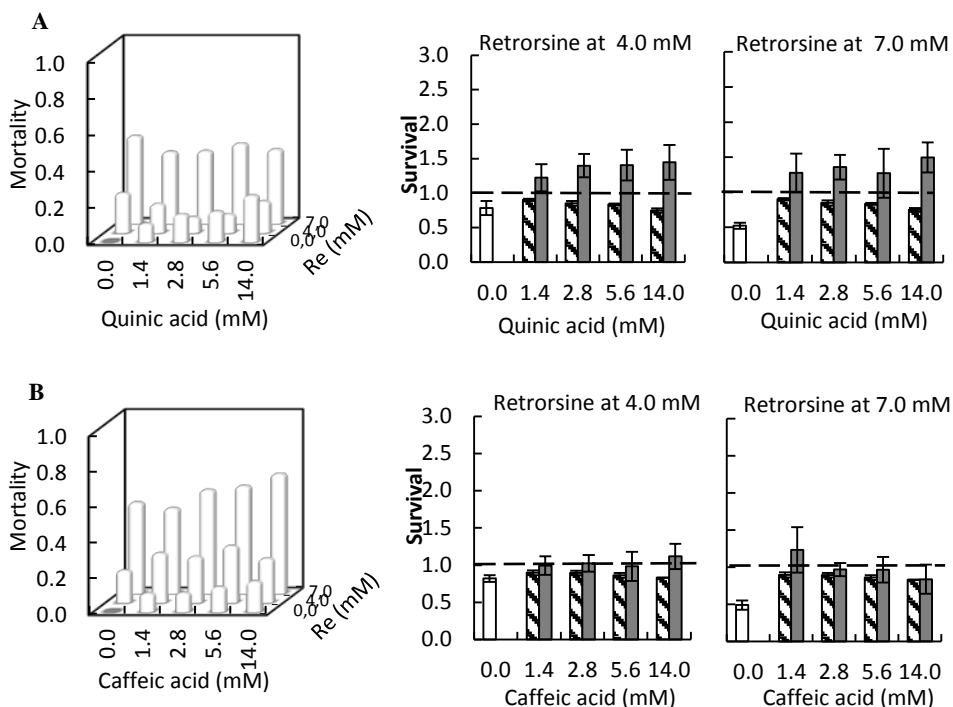 A
Retrorsine at 4.0 mM
Retrorsine at 7.0 mM
Mortality
1.0
0.8
0.6
0.4
0.2
0.0
0.0
1.4
2.8
5.6
14.0
Quinic acid (mM)
7.0
4.0
0,0
Re (mM)
Survival
3.0
2.5
2.0
1.5
1.0
0.5
0.0
0.0 1.4 2.8 5.6 14.0
Quinic acid (mM)
0.0 1.4 2.8 5.6 14.0
Quinic acid (mM)
B
Retrorsine at 4.0 mM
Retrorsine at 7.0 mM
Mortality
1.0
0.8
0.6
0.4
0.2
0.0
0.0
1.4
2.8
5.6
14.0
Caffeic acid (mM)
7.0
4.0
0,0
Re (mM)
Survival
3.0
2.5
2.0
1.5
1.0
0.5
0.0
0.0 1.4 2.8 5.6 14.0
Caffeic acid (mM)
0.0 1.4 2.8 5.6 14.0
Caffeic acid (mM)